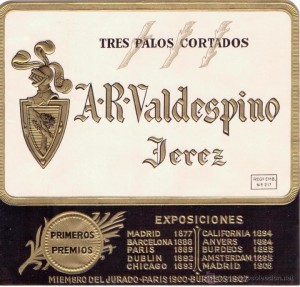 TRES PALOS CORTADOS
A·R·Valdespino
Jerez
EXPOSICIONES
PRIMEROS
PREMIOS
MADRID 1877 CALIFORNIA 1894
BARCELONA 1888 ANVERS 1894
PARIS 1889 BURDEOS 1895
DUBLIN 1892 AMSTERDAM 1895
CHICAGO 1893 MADRID
MIEMBRO DEL JURADO-PARIS 1900-BURDEOS 1907